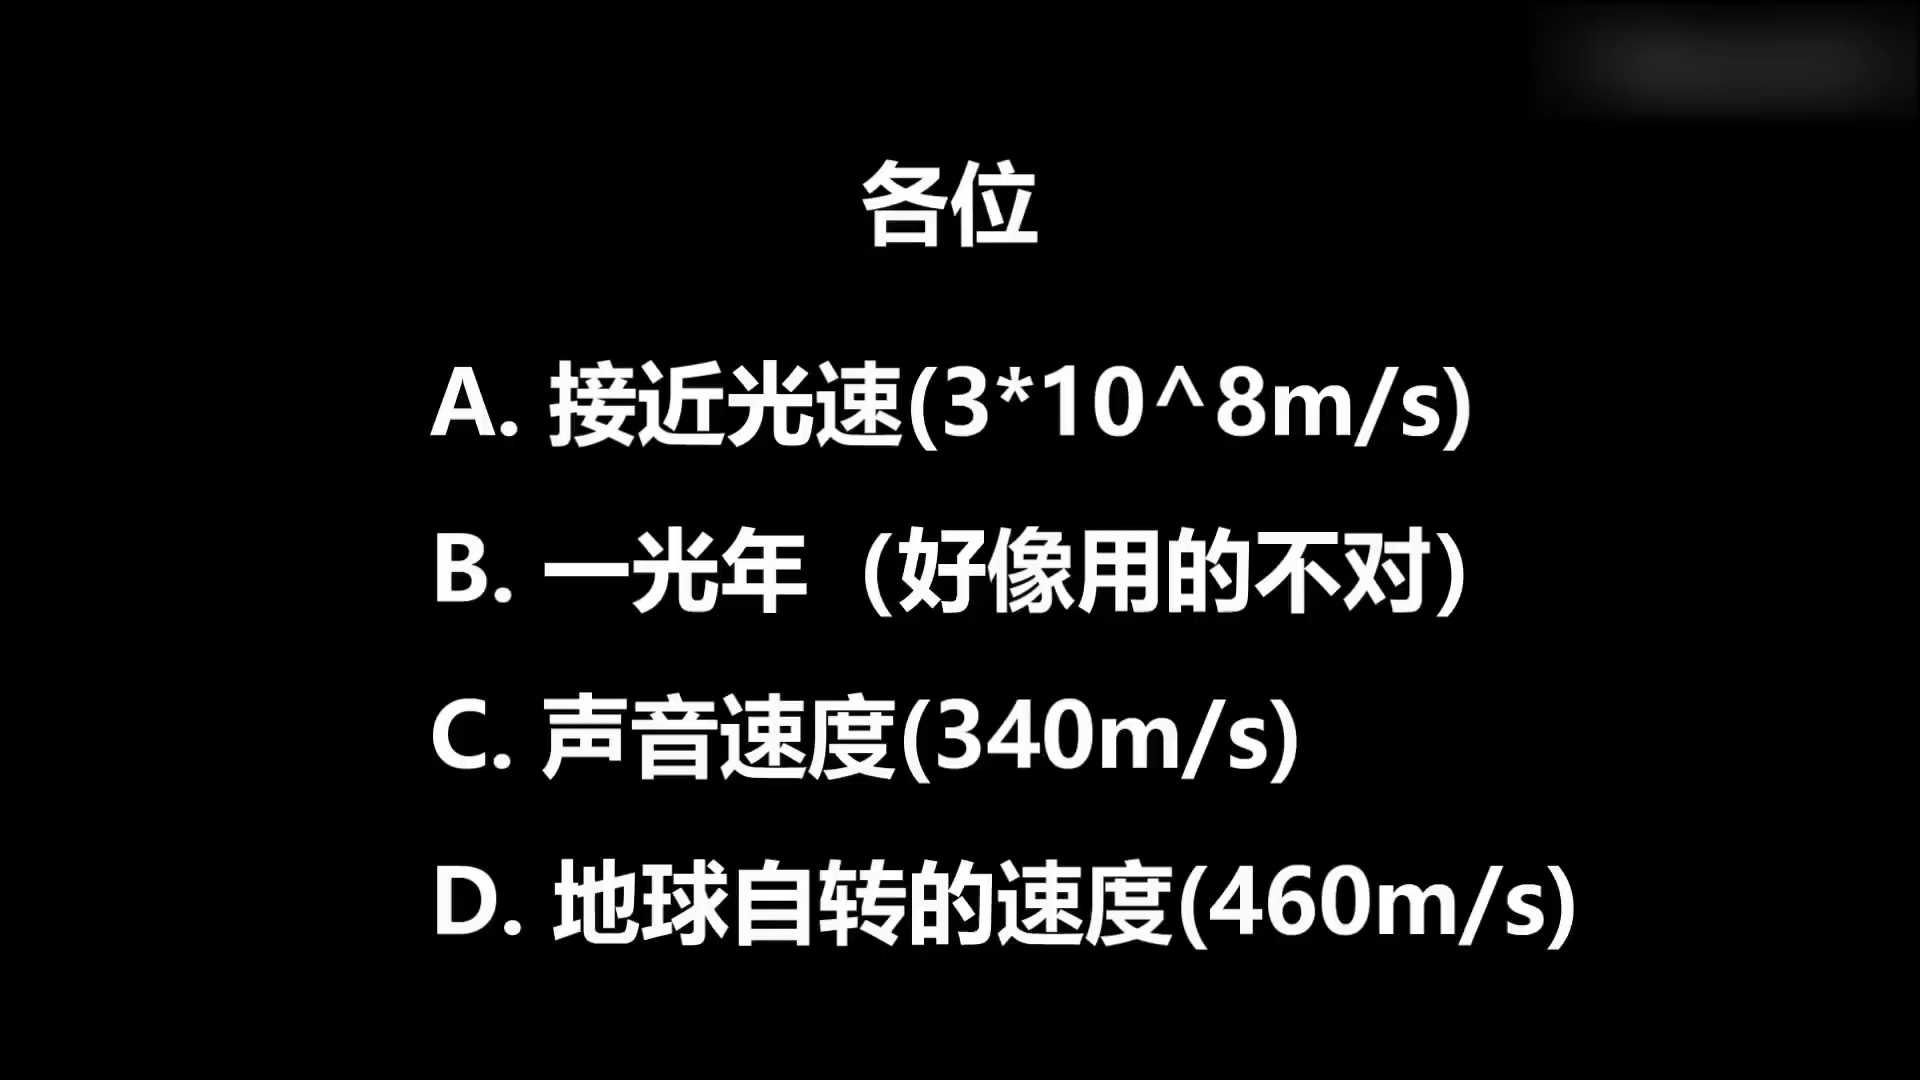 各位
A. 接近光速(3*10^8m/s)
B. 一光年（好像用的不对）
C. 声音速度(340m/s)
D. 地球自转的速度(460m/s)